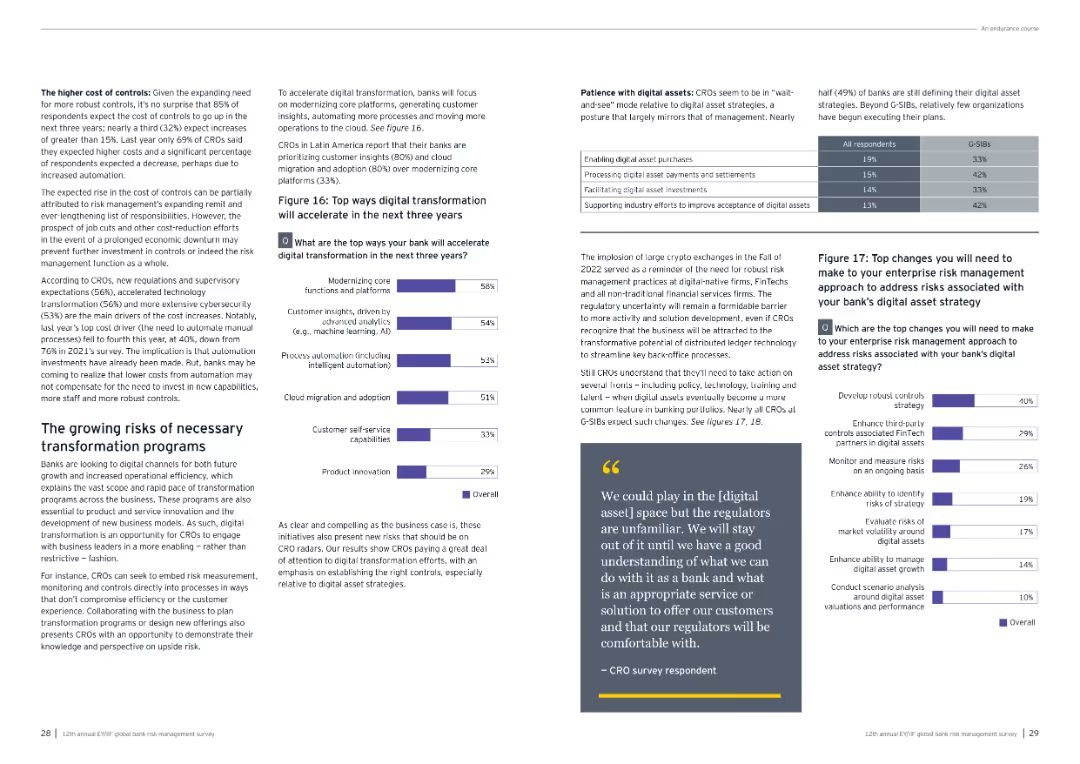 An endurance course
The higher cost of controls: Given the expanding need
for more robust controls, it's no surprise that 85% of
respondents expect the cost of controls to go up in the
next three years; nearly a third (32%) expect increases
of greater than 15%. Last year only 69% of CROs said
they expected higher costs and a significant percentage
of respondents expected a decrease, perhaps due to
increased automation.
The expected rise in the cost of controls can be partially
attributed to risk management's expanding remit and
ever-lengthening list of responsibilities. However, the
prospect of job cuts and other cost-reduction efforts
in the event of a prolonged economic downturn may
prevent further investment in controls or indeed the risk
management function as a whole.
According to CROs, new regulations and supervisory
expectations (56%), accelerated technology
transformation (56%) and more extensive cybersecurity
(53%) are the main drivers of the cost increases. Notably,
last year's top cost driver (the need to automate manual
processes) fell to fourth this year, at 40%, down from
76% in 2021's survey. The implication is that automation
investments have already been made. But, banks may be
coming to realize that lower costs from automation may
not compensate for the need to invest in new capabilities,
more staff and more robust controls.
The growing risks of necessary
transformation programs
Banks are looking to digital channels for both future
growth and increased operational efficiency, which
explains the vast scope and rapid pace of transformation
programs across the business. These programs are also
essential to product and service innovation and the
development of new business models. As such, digital
transformation is an opportunity for CROs to engage
with business leaders in a more enabling – rather than
restrictive – fashion.
For instance, CROs can seek to embed risk measurement,
monitoring and controls directly into processes in ways
that don't compromise efficiency or the customer
experience. Collaborating with the business to plan
transformation programs or design new offerings also
presents CROs with an opportunity to demonstrate their
knowledge and perspective on upside risk.
To accelerate digital transformation, banks will focus
on modernizing core platforms, generating customer
insights, automating more processes and moving more
operations to the cloud. See figure 16.
CROs in Latin America report that their banks are
prioritizing customer insights (80%) and cloud
migration and adoption (80%) over modernizing core
platforms (33%).
Figure 16: Top ways digital transformation
will accelerate in the next three years
Q What are the top ways your bank will accelerate
digital transformation in the next three years?
Modernizing core
functions and platforms 58%
Customer insights, driven by
advanced analytics
(e.g., machine learning, AI) 54%
Process automation (including
intelligent automation) 53%
Cloud migration and adoption 51%
Customer self-service
capabilities 33%
Product innovation 29%
Overall
As clear and compelling as the business case is, these
initiatives also present new risks that should be on
CRO radars. Our results show CROs paying a great deal
of attention to digital transformation efforts, with an
emphasis on establishing the right controls, especially
relative to digital asset strategies.
28 | 12th annual EY/IIF global bank risk management survey
Patience with digital assets: CROs seem to be in "wait-
and-see" mode relative to digital asset strategies, a
posture that largely mirrors that of management. Nearly
half (49%) of banks are still defining their digital asset
strategies. Beyond G-SIBs, relatively few organizations
have begun executing their plans.
All respondents G-SIBs
Enabling digital asset purchases 19% 33%
Processing digital asset payments and settlements 15% 42%
Facilitating digital asset investments 14% 33%
Supporting industry efforts to improve acceptance of digital assets 13% 42%
The implosion of large crypto exchanges in the Fall of
2022 served as a reminder of the need for robust risk
management practices at digital-native firms, FinTechs
and all non-traditional financial services firms. The
regulatory uncertainty will remain a formidable barrier
to more activity and solution development, even if CROs
recognize that the business will be attracted to the
transformative potential of distributed ledger technology
to streamline key back-office processes.
Still CROs understand that they'll need to take action on
several fronts – including policy, technology, training and
talent – when digital assets eventually become a more
common feature in banking portfolios. Nearly all CROs at
G-SIBs expect such changes. See figures 17, 18.
“
We could play in the [digital
asset] space but the regulators
are unfamiliar. We will stay
out of it until we have a good
understanding of what we can
do with it as a bank and what
is an appropriate service or
solution to offer our customers
and that our regulators will be
comfortable with.
– CRO survey respondent
Figure 17: Top changes you will need to
make to your enterprise risk management
approach to address risks associated with
your bank's digital asset strategy
Q Which are the top changes you will need to make
to your enterprise risk management approach to
address risks associated with your bank's digital
asset strategy?
Develop robust controls
strategy 40%
Enhance third-party
controls associated FinTech
partners in digital assets 29%
Monitor and measure risks
on an ongoing basis 26%
Enhance ability to identify
risks of strategy 19%
Evaluate risks of
market volatility around
digital assets 17%
Enhance ability to manage
digital asset growth 14%
Conduct scenario analysis
around digital asset
valuations and performance 10%
Overall
12th annual EY/IIF global bank risk management survey | 29